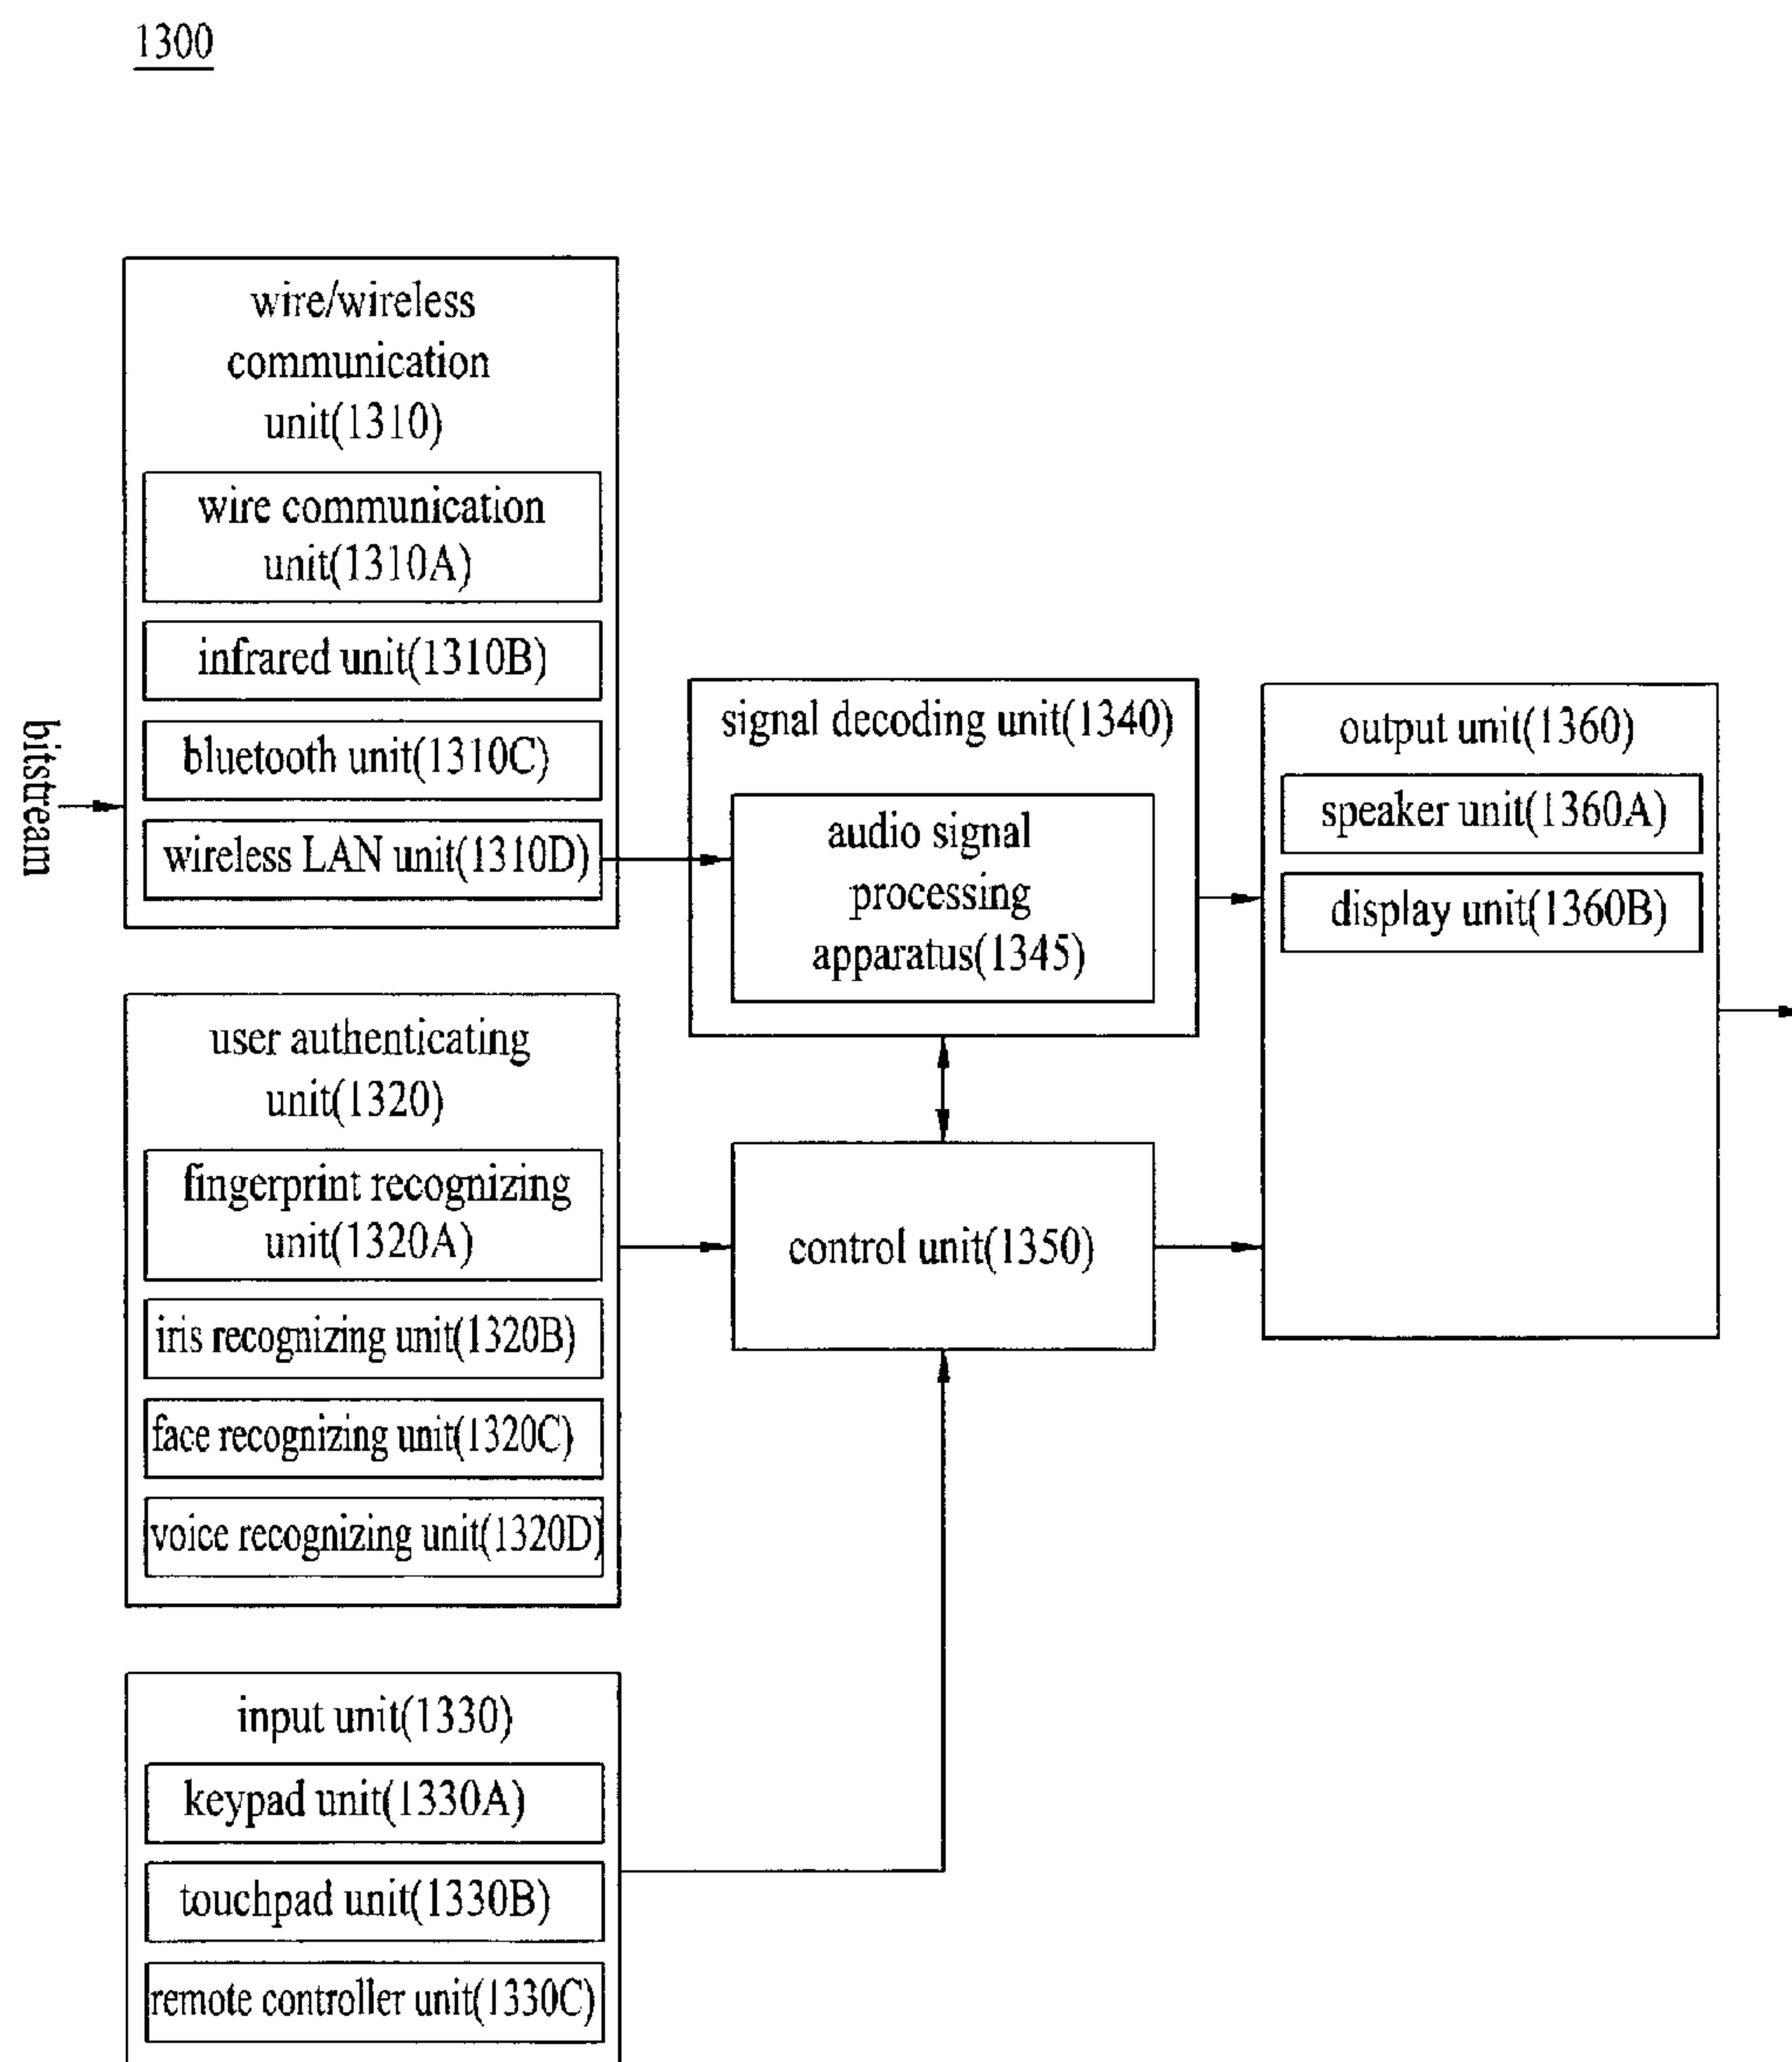 1300
wire/wireless
communication
unit(1310)
wire communication
unit(1310A)
infrared unit(1310B)
bluetooth unit(1310C)
wireless LAN unit(1310D)
bitstream
signal decoding unit(1340)
audio signal
processing
apparatus(1345)
output unit(1360)
speaker unit(1360A)
display unit(1360B)
user authenticating
unit(1320)
fingerprint recognizing
unit(1320A)
iris recognizing unit(1320B)
face recognizing unit(1320C)
voice recognizing unit(1320D)
control unit(1350)
input unit(1330)
keypad unit(1330A)
touchpad unit(1330B)
remote controller unit(1330C)